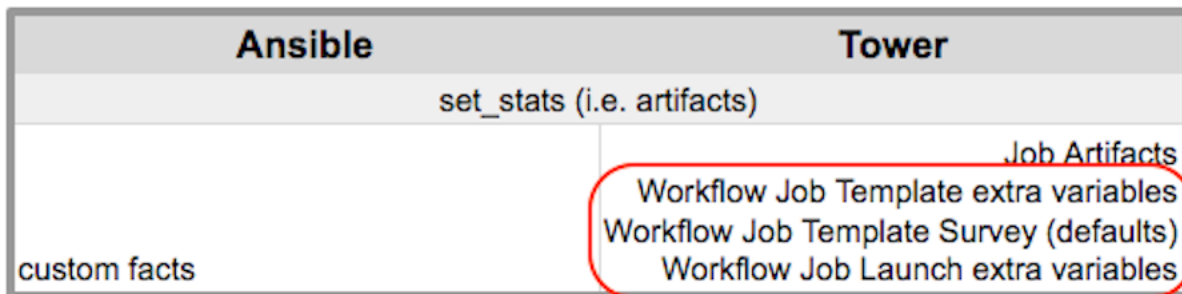 Ansible Tower
set_stats (i.e. artifacts)
Job Artifacts
Workflow Job Template extra variables
Workflow Job Template Survey (defaults)
custom facts Workflow Job Launch extra variables